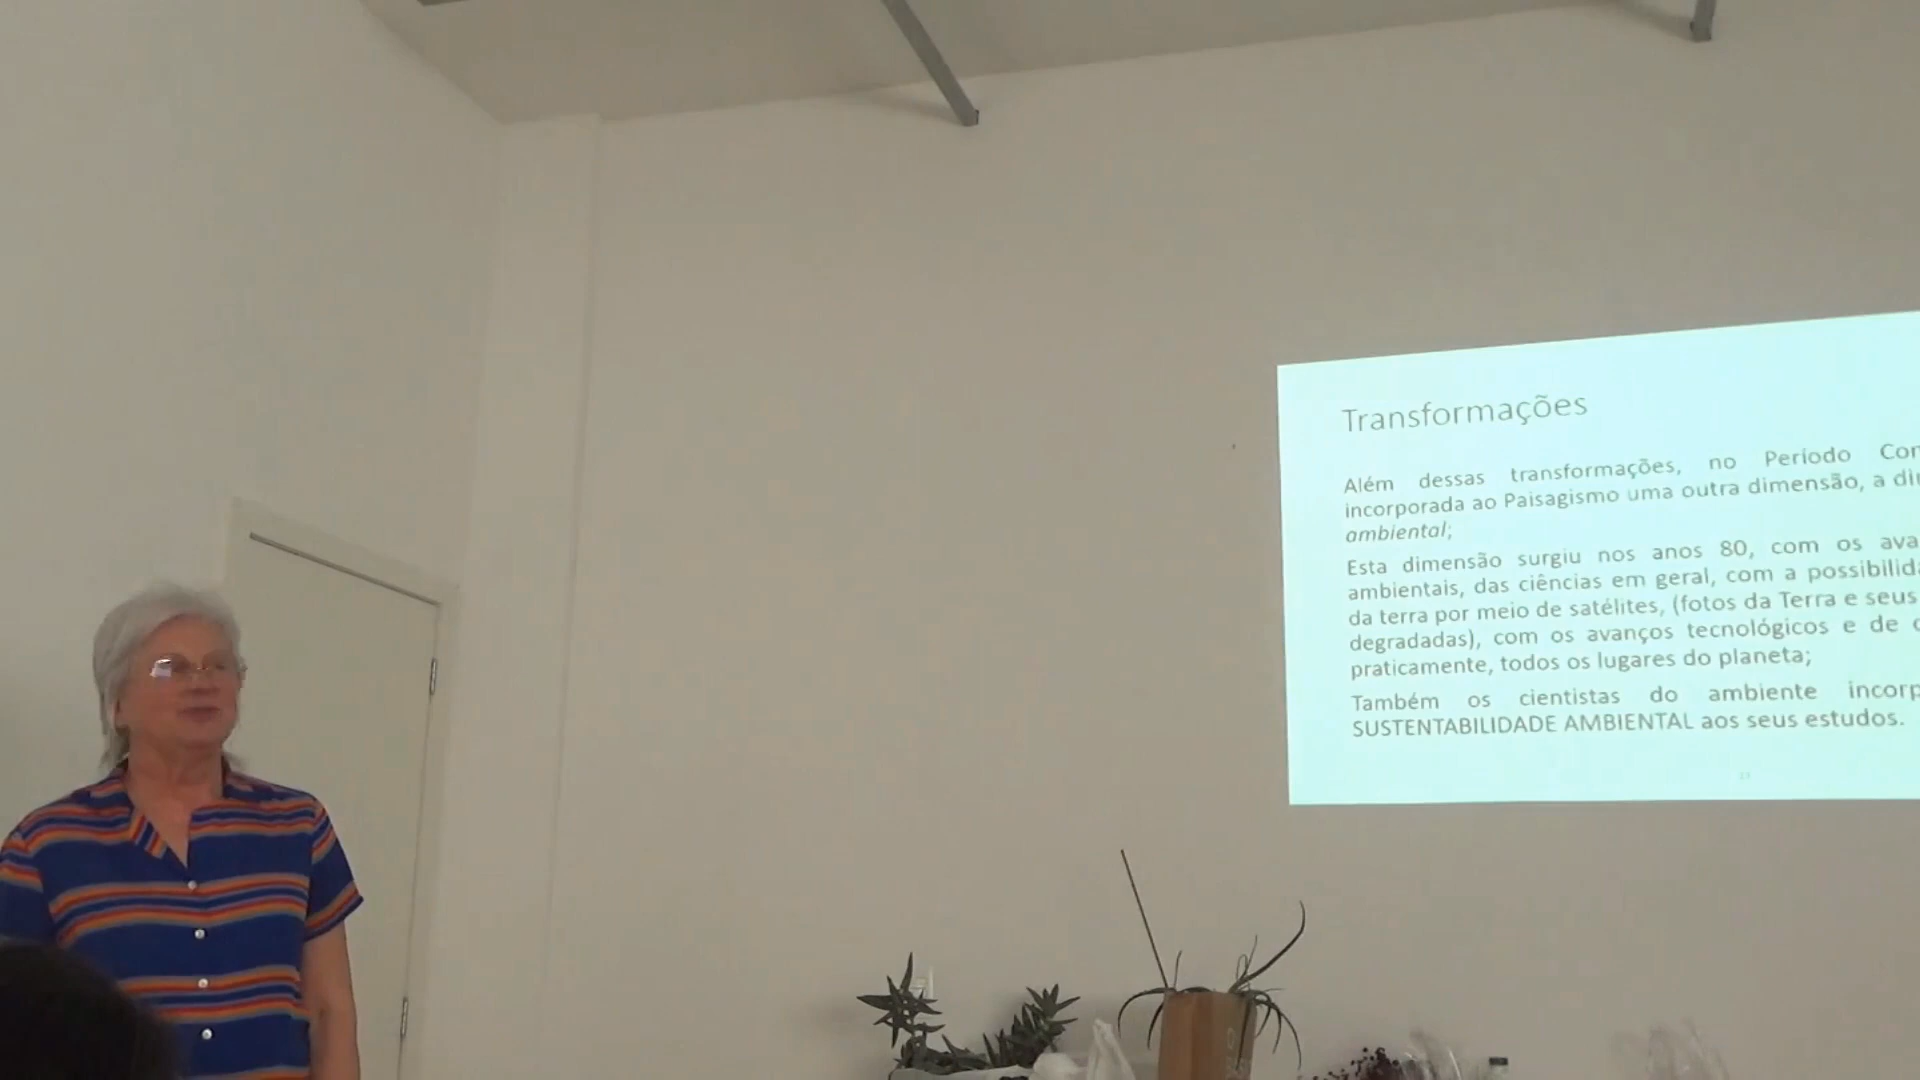 Transformações
Além dessas transformações, no Período
incorporada ao Paisagismo uma outra dimensão, a
ambiental;
Esta dimensão surgiu nos anos 80, com os
ambientais, das ciências em geral, com a
da terra por meio de satélites, (fotos da Terra e seus
degradadas), com os avanços tecnológicos e de
praticamente, todos os lugares do planeta;
Também os cientistas do ambiente
SUSTENTABILIDADE AMBIENTAL aos seus estudos.